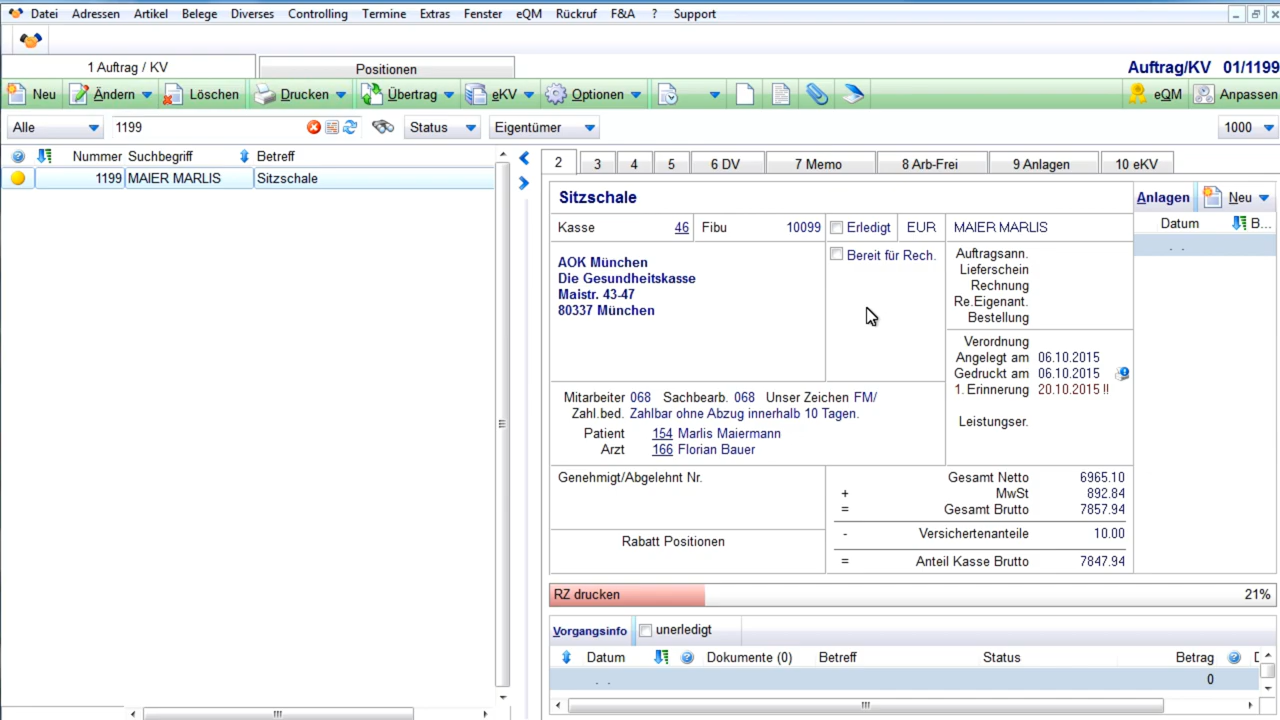 Datei Adressen Artikel Belege Diverses Controlling Termine Extras Fenster eQM Rückruf F&A ? Support
1 Auftrag / KV Positionen Auftrag/KV 01/1199
Neu Ändern Löschen Drucken Übertrag eKV Optionen eQM Anpassen
Alle 1199 Status Eigentümer 1000
Nummer Suchbegriff Betreff
1199 MAIER MARLIS Sitzschale
2 3 4 5 6 DV 7 Memo 8 Arb-Frei 9 Anlagen 10 eKV
Sitzschale
Anlagen Neu
Kasse 46 Fibu 10099 Erledigt EUR MAIER MARLIS
Datum B...
. .
Bereit für Rech.
AOK München
Die Gesundheitskasse
Maistr. 43-47
80337 München
Auftragsann.
Lieferschein
Rechnung
Re.Eigenant.
Bestellung
Verordnung
Angelegt am 06.10.2015
Gedruckt am 06.10.2015
1. Erinnerung 20.10.2015 !!
Leistungser.
Mitarbeiter 068 Sachbearb. 068 Unser Zeichen FM/
Zahl.bed. Zahlbar ohne Abzug innerhalb 10 Tagen.
Patient 154 Marlis Maiermann
Arzt 166 Florian Bauer
Genehmigt/Abgelehnt Nr.
Rabatt Positionen
Gesamt Netto 6965.10
+ MwSt 892.84
= Gesamt Brutto 7857.94
- Versichertenanteile 10.00
= Anteil Kasse Brutto 7847.94
RZ drucken 21%
Vorgangsinfo unerledigt
Datum Dokumente (0) Betreff Status Betrag
. . 0